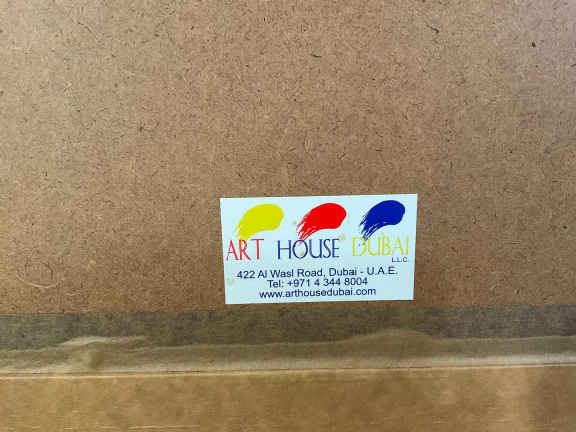 ART HOUSE DUBAI
L.L.C.
422 Al Wasl Road, Dubai - U.A.E.
Tel: +971 4 344 8004
www.arthousedubai.com